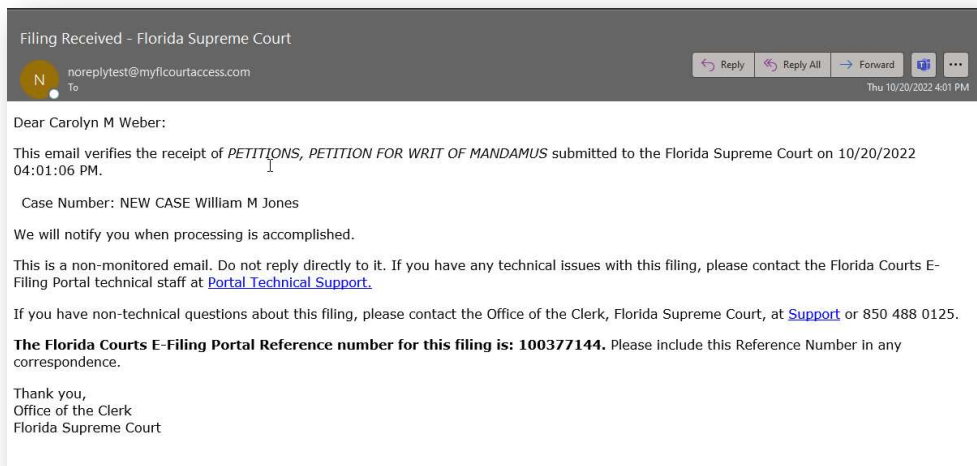 Filing Received - Florida Supreme Court
N
noreplytest@myflcourtaccess.com
To
Reply
Reply All
Forward
Thu 10/20/2022 4:01 PM
Dear Carolyn M Weber:
This email verifies the receipt of PETITIONS, PETITION FOR WRIT OF MANDAMUS submitted to the Florida Supreme Court on 10/20/2022
04:01:06 PM.
Case Number: NEW CASE William M Jones
We will notify you when processing is accomplished.
This is a non-monitored email. Do not reply directly to it. If you have any technical issues with this filing, please contact the Florida Courts E-
Filing Portal technical staff at Portal Technical Support.
If you have non-technical questions about this filing, please contact the Office of the Clerk, Florida Supreme Court, at Support or 850 488 0125.
The Florida Courts E-Filing Portal Reference number for this filing is: 100377144. Please include this Reference Number in any
correspondence.
Thank you,
Office of the Clerk
Florida Supreme Court